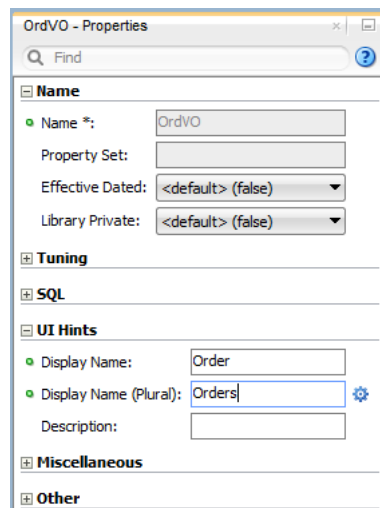 OrdVO - Properties
Find
Name
Name *: OrdVO
Property Set:
Effective Dated: <default> (false)
Library Private: <default> (false)
Tuning
SQL
UI Hints
Display Name: Order
Display Name (Plural): Orders
Description:
Miscellaneous
Other